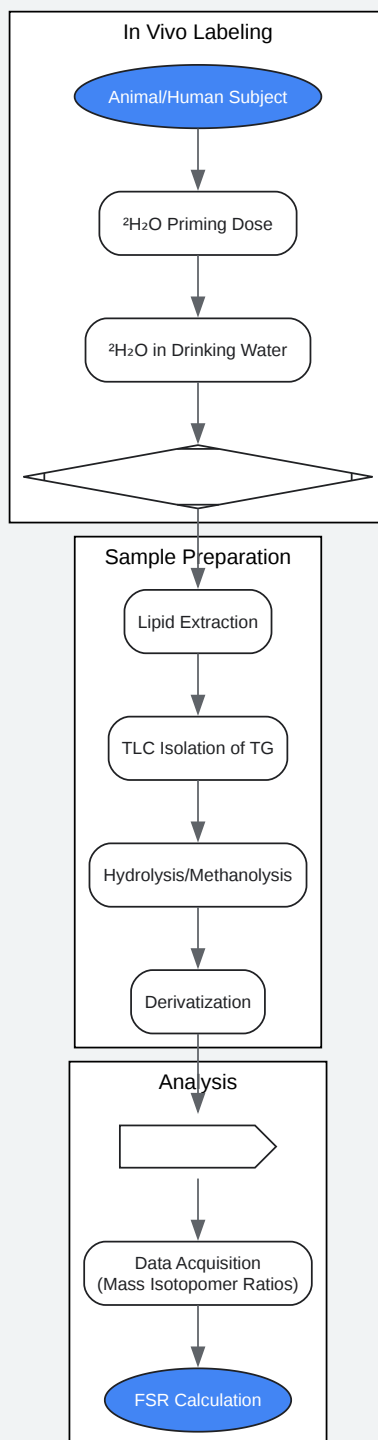 In Vivo Labeling
Animal/Human Subject
²H₂O Priming Dose
²H₂O in Drinking Water
Sample Preparation
Lipid Extraction
TLC Isolation of TG
Hydrolysis/Methanolysis
Derivatization
Analysis
Data Acquisition
(Mass Isotopomer Ratios)
FSR Calculation